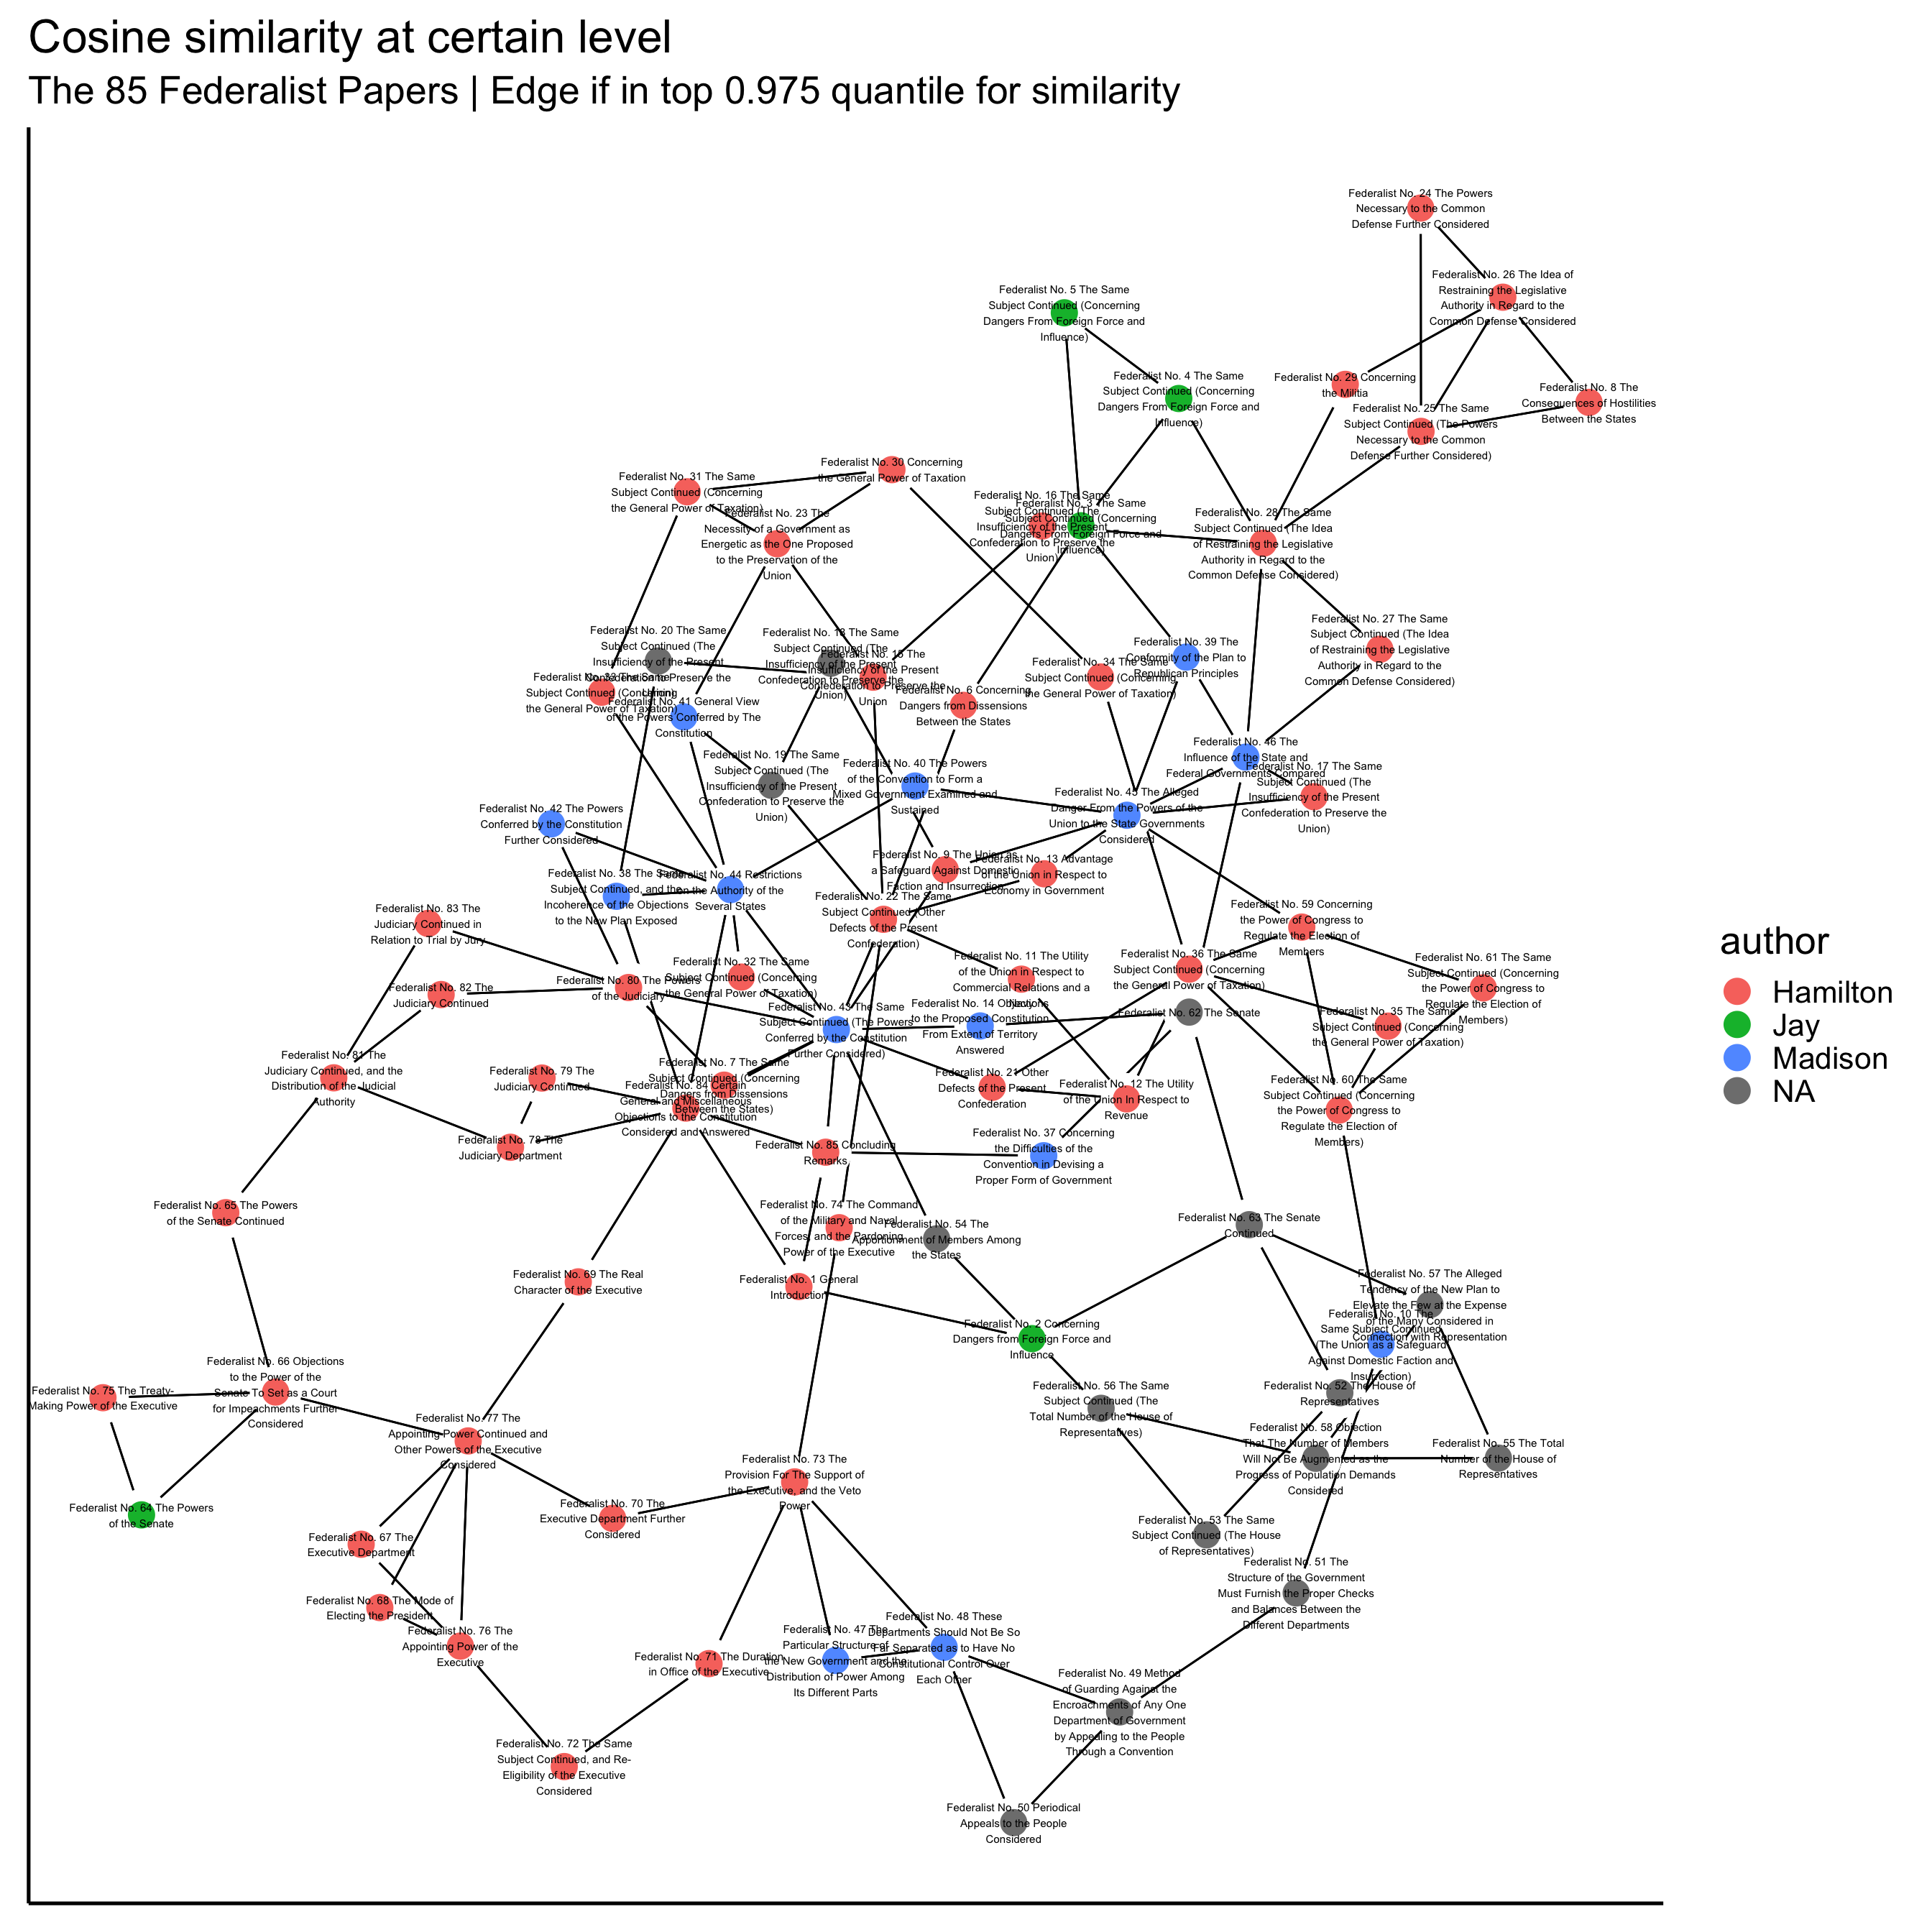 Cosine similarity at certain level
The 85 Federalist Papers | Edge if in top 0.975 quantile for similarity
Federalist No. 24 The Powers
Necessary to the Common
Defense Further Considered
Federalist No. 26 The Idea of
Restraining the Legislative
Authority in Regard to the
Common Defense Considered
Federalist No. 5 The Same
Subject Continued (Concerning
Dangers From Foreign Force and
Influence)
Federalist No. 4 The Same
Subject Continued (Concerning
Dangers From Foreign Force and
Influence)
Federalist No. 29 Concerning
the Militia
Federalist No. 8 The
Consequences of Hostilities
Between the States
Federalist No. 25 The Same
Subject Continued (The Powers
Necessary to the Common
Defense Further Considered)
Federalist No. 30 Concerning
the General Power of Taxation
Federalist No. 31 The Same
Subject Continued (Concerning
the General Power of Taxation)
Federalist No. 23 The
Necessity of a Government as
Energetic as the One Proposed
to the Preservation of the
Union
Federalist No. 16 The Same
Subject Continued (The
Insufficiency of the Present
Confederation to Preserve the
Union)
Federalist No. 3 The Same
Subject Continued (Concerning
Dangers From Foreign Force and
Influence)
Federalist No. 28 The Same
Subject Continued (The Idea
of Restraining the Legislative
Authority in Regard to the
Common Defense Considered)
Federalist No. 27 The Same
Subject Continued (The Idea
of Restraining the Legislative
Authority in Regard to the
Common Defense Considered)
Federalist No. 20 The Same
Subject Continued (The
Insufficiency of the Present
Confederation to Preserve the
Union)
Federalist No. 18 The Same
Subject Continued (The
Insufficiency of the Present
Confederation to Preserve the
Union)
Federalist No. 15 The
Insufficiency of the Present
Confederation to Preserve the
Union
Federalist No. 39 The
Conformity of the Plan to
Republican Principles
Federalist No. 34 The Same
Subject Continued (Concerning
the General Power of Taxation)
Federalist No. 33 The Same
Subject Continued (Concerning
the General Power of Taxation)
Federalist No. 6 Concerning
Dangers from Dissensions
Between the States
Federalist No. 41 General View
of the Powers Conferred by The
Constitution
Federalist No. 46 The
Influence of the State and
Federal Governments Compared
Federalist No. 19 The Same
Subject Continued (The
Insufficiency of the Present
Confederation to Preserve the
Union)
Federalist No. 40 The Powers
of the Convention to Form a
Mixed Government Examined and
Sustained
Federalist No. 17 The Same
Subject Continued (The
Insufficiency of the Present
Confederation to Preserve the
Union)
Federalist No. 45 The Alleged
Danger From the Powers of the
Union to the State Governments
Considered
Federalist No. 42 The Powers
Conferred by the Constitution
Further Considered
Federalist No. 9 The Union as
a Safeguard Against Domestic
Faction and Insurrection
Federalist No. 13 Advantage
of the Union in Respect to
Economy in Government
Federalist No. 38 The Same
Subject Continued, and the
Incoherence of the Objections
to the New Plan Exposed
Federalist No. 44 Restrictions
on the Authority of the
Several States
Federalist No. 22 The Same
Subject Continued (Other
Defects of the Present
Confederation)
Federalist No. 83 The
Judiciary Continued in
Relation to Trial by Jury
Federalist No. 59 Concerning
the Power of Congress to
Regulate the Election of
Members
Federalist No. 36 The Same
Subject Continued (Concerning
the General Power of Taxation)
Federalist No. 11 The Utility
of the Union in Respect to
Commercial Relations and a
Navy
Federalist No. 61 The Same
Subject Continued (Concerning
the Power of Congress to
Regulate the Election of
Members)
Federalist No. 32 The Same
Subject Continued (Concerning
the General Power of Taxation)
Federalist No. 80 The Powers
of the Judiciary
Federalist No. 82 The
Judiciary Continued
Federalist No. 43 The Same
Subject Continued (The Powers
Conferred by the Constitution
Further Considered)
Federalist No. 14 Objections
to the Proposed Constitution
From Extent of Territory
Answered
Federalist No. 62 The Senate
Federalist No. 35 The Same
Subject Continued (Concerning
the General Power of Taxation)
Federalist No. 81 The
Judiciary Continued, and the
Distribution of the Judicial
Authority
Federalist No. 79 The
Judiciary Continued
Federalist No. 7 The Same
Subject Continued (Concerning
Dangers from Dissensions
Between the States)
Federalist No. 84 Certain
General and Miscellaneous
Objections to the Constitution
Considered and Answered
Federalist No. 21 Other
Defects of the Present
Confederation
Federalist No. 12 The Utility
of the Union In Respect to
Revenue
Federalist No. 60 The Same
Subject Continued (Concerning
the Power of Congress to
Regulate the Election of
Members)
Federalist No. 78 The
Judiciary Department
Federalist No. 85 Concluding
Remarks
Federalist No. 37 Concerning
the Difficulties of the
Convention in Devising a
Proper Form of Government
Federalist No. 65 The Powers
of the Senate Continued
Federalist No. 74 The Command
of the Military and Naval
Forces, and the Pardoning
Power of the Executive
Federalist No. 54 The
Apportionment of Members Among
the States
Federalist No. 63 The Senate
Continued
Federalist No. 69 The Real
Character of the Executive
Federalist No. 1 General
Introduction
Federalist No. 57 The Alleged
Tendency of the New Plan to
Elevate the Few at the Expense
of the Many Considered in
Connection with Representation
Federalist No. 10 The
Same Subject Continued
(The Union as a Safeguard
Against Domestic Faction and
Insurrection)
Federalist No. 2 Concerning
Dangers from Foreign Force and
Influence
Federalist No. 66 Objections
to the Power of the
Senate To Set as a Court
for Impeachments Further
Considered
Federalist No. 75 The Treaty-
Making Power of the Executive
Federalist No. 56 The Same
Subject Continued (The
Total Number of the House of
Representatives)
Federalist No. 52 The House of
Representatives
Federalist No. 77 The
Appointing Power Continued and
Other Powers of the Executive
Considered
Federalist No. 58 Objection
That The Number of Members
Will Not Be Augmented as the
Progress of Population Demands
Considered
Federalist No. 55 The Total
Number of the House of
Representatives
Federalist No. 73 The
Provision For The Support of
the Executive, and the Veto
Power
Federalist No. 64 The Powers
of the Senate
Federalist No. 70 The
Executive Department Further
Considered
Federalist No. 53 The Same
Subject Continued (The House
of Representatives)
Federalist No. 67 The
Executive Department
Federalist No. 51 The
Structure of the Government
Must Furnish the Proper Checks
and Balances Between the
Different Departments
Federalist No. 68 The Mode of
Electing the President
Federalist No. 76 The
Appointing Power of the
Executive
Federalist No. 71 The Duration
in Office of the Executive
Federalist No. 47 The
Particular Structure of
the New Government and the
Distribution of Power Among
Its Different Parts
Federalist No. 48 These
Departments Should Not Be So
Far Separated as to Have No
Constitutional Control Over
Each Other
Federalist No. 49 Method
of Guarding Against the
Encroachments of Any One
Department of Government
by Appealing to the People
Through a Convention
Federalist No. 72 The Same
Subject Continued, and Re-
Eligibility of the Executive
Considered
Federalist No. 50 Periodical
Appeals to the People
Considered
author
Hamilton
Jay
Madison
NA